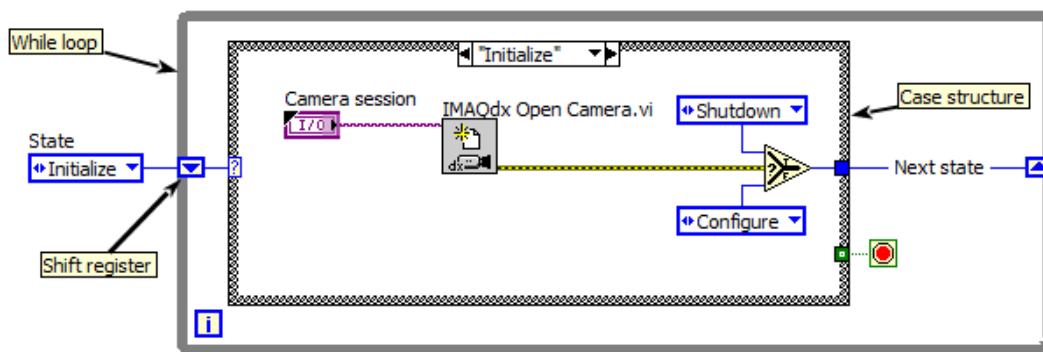 While loop
"Initialize"
Camera session
IMAQdx Open Camera.vi
Shutdown
Case structure
I/O
dx
State
Initialize
?
?
T
F
Next state
Configure
Shift register
i